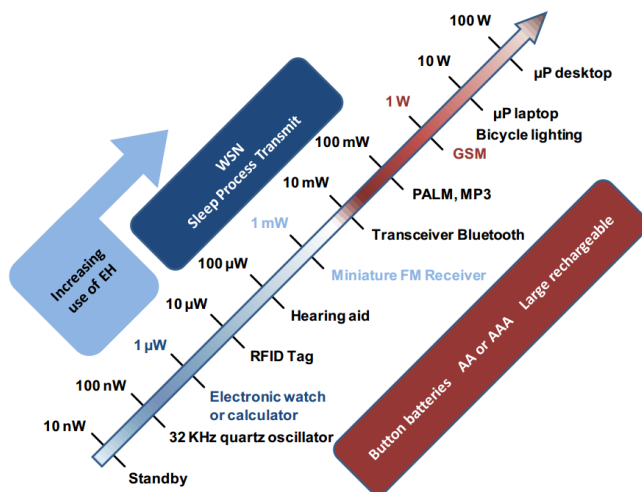 100 W
µP desktop
10 W
µP laptop
Bicycle lighting
1 W
GSM
100 mW
PALM, MP3
10 mW
Transceiver Bluetooth
1 mW
Miniature FM Receiver
100 µW
Hearing aid
10 µW
RFID Tag
1 µW
Electronic watch
or calculator
100 nW
32 KHz quartz oscillator
10 nW
Standby
WSN
Sleep Process Transmit
Increasing
use of EH
Button batteries AA or AAA Large rechargeable